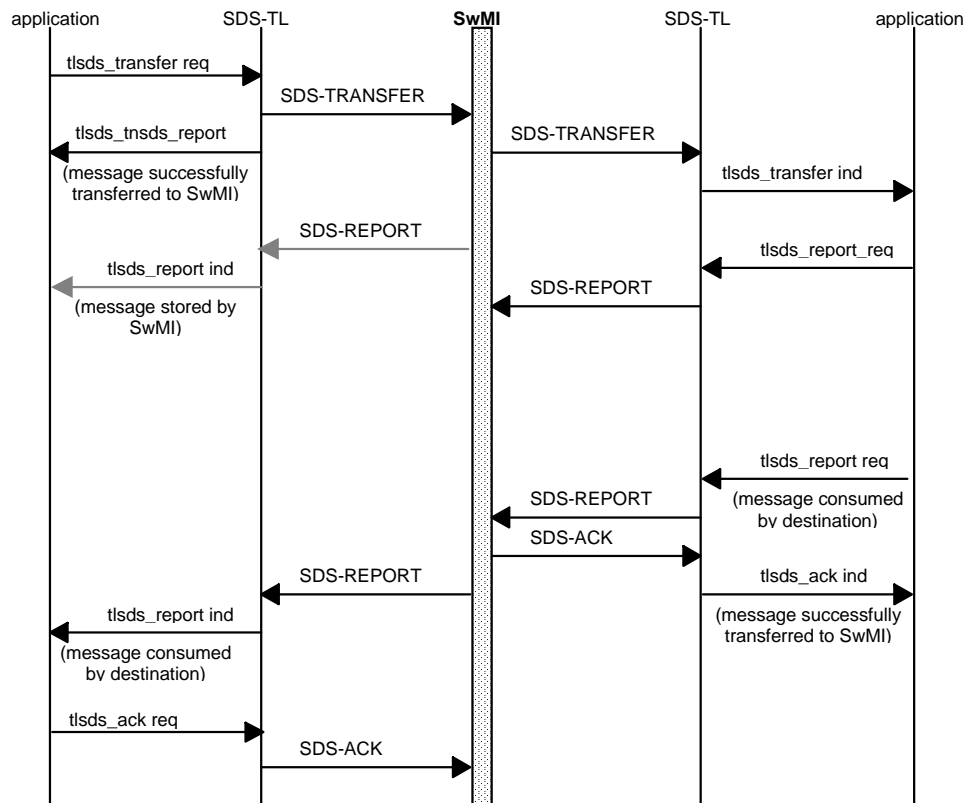 application
SDS-TL
SwMI
SDS-TL
application
tlsds_transfer req
SDS-TRANSFER
tlsds_tnsds_report
SDS-TRANSFER
(message successfully
transferred to SwMI)
tlsds_transfer ind
SDS-REPORT
tlsds_report_req
tlsds_report ind
SDS-REPORT
(message stored by
SwMI)
tlsds_report req
SDS-REPORT
(message consumed
by destination)
SDS-ACK
SDS-REPORT
tlsds_ack ind
tlsds_report ind
(message successfully
transferred to SwMI)
(message consumed
by destination)
tlsds_ack req
SDS-ACK